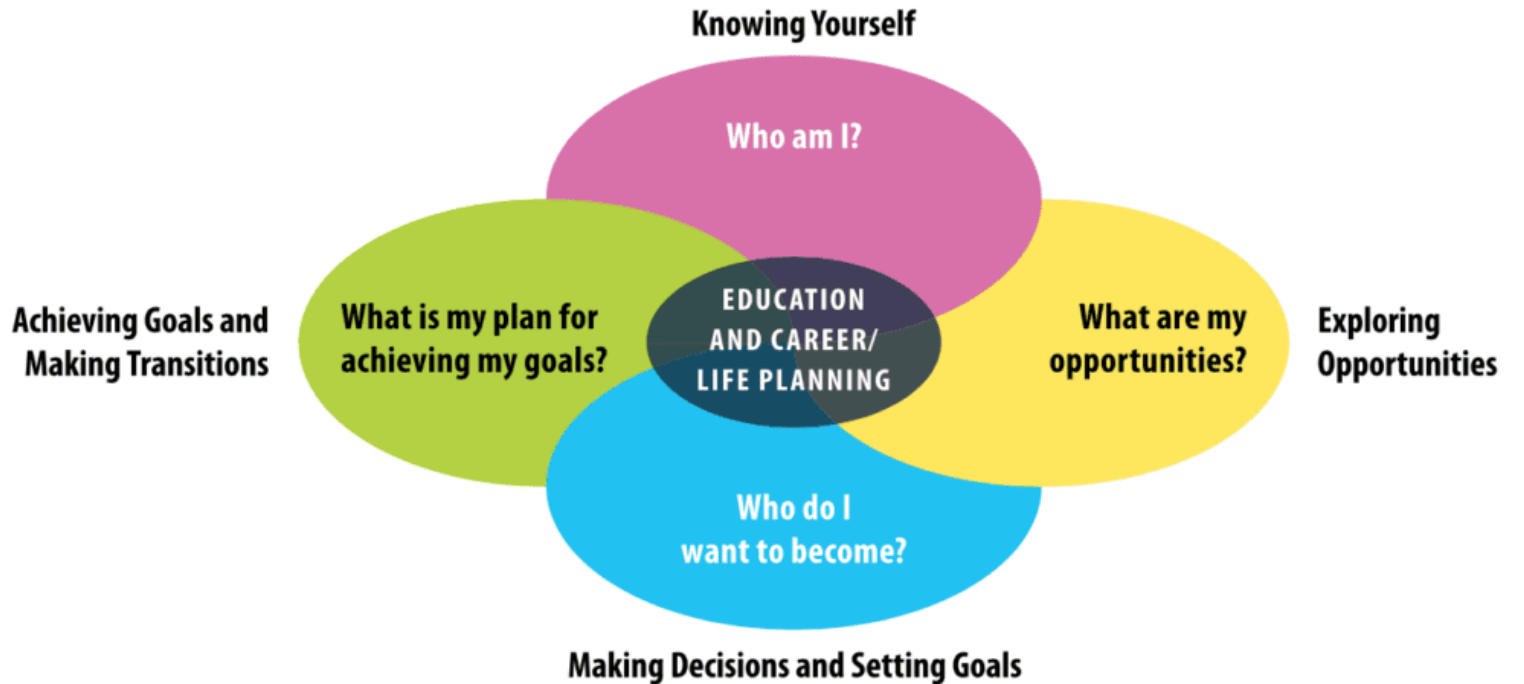 Knowing Yourself
Who am I?
Achieving Goals and
Making Transitions
What is my plan for
achieving my goals?
EDUCATION
AND CAREER/
LIFE PLANNING
What are my
opportunities?
Exploring
Opportunities
Who do I
want to become?
Making Decisions and Setting Goals